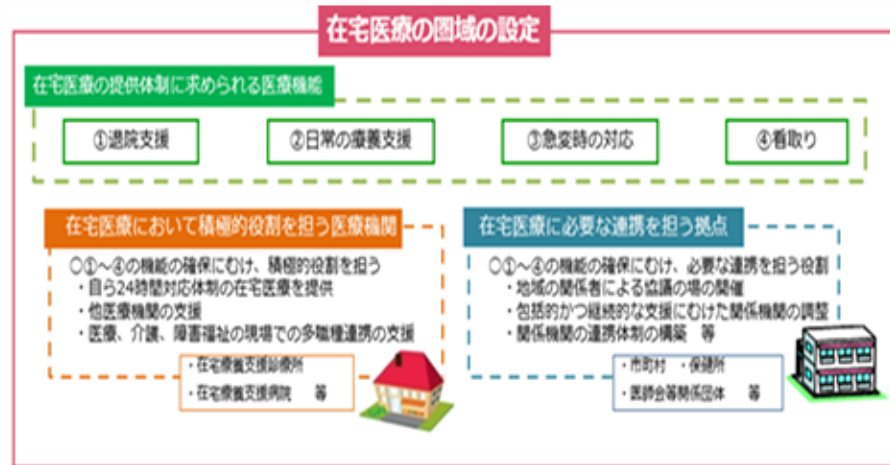 在宅医療の圏域の設定
在宅医療の提供体制に求められる医療機能
①退院支援
②日常の療養支援
③急変時の対応
④看取り
在宅医療において積極的役割を担う医療機関
○①～④の機能の確保にむけ、積極的役割を担う
・自ら24時間対応体制の在宅医療を提供
・他医療機関の支援
・医療、介護、障害福祉の現場での多職種連携の支援
・在宅療養支援診療所
・在宅療養支援病院　等
在宅医療に必要な連携を担う拠点
○①～④の機能の確保にむけ、必要な連携を担う役割
・地域の関係者による協議の場の開催
・包括的かつ継続的な支援にむけた関係機関の調整
・関係機関の連携体制の構築　等
・市町村　・保健所
・医師会等関係団体　等